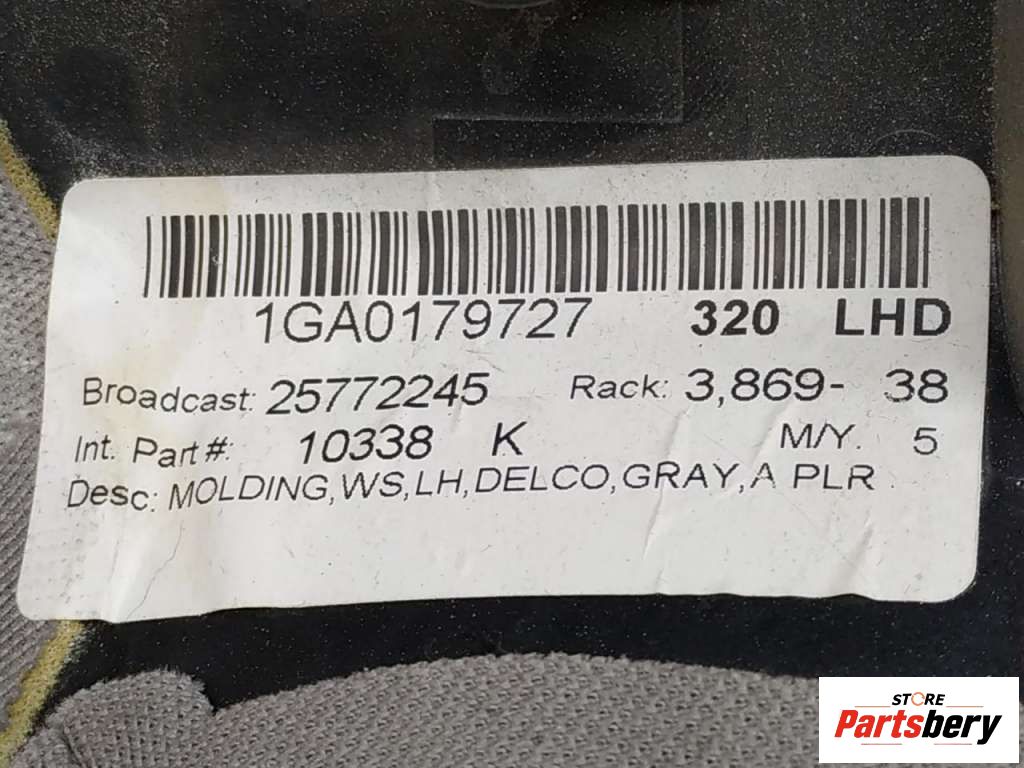 1GA0179727 320 LHD
Broadcast: 25772245 Rack: 3,869- 38
Int. Part #: 10338 K M/Y. 5
Desc: MOLDING,WS,LH,DELCO,GRAY,A PLR
STORE
Partsbery